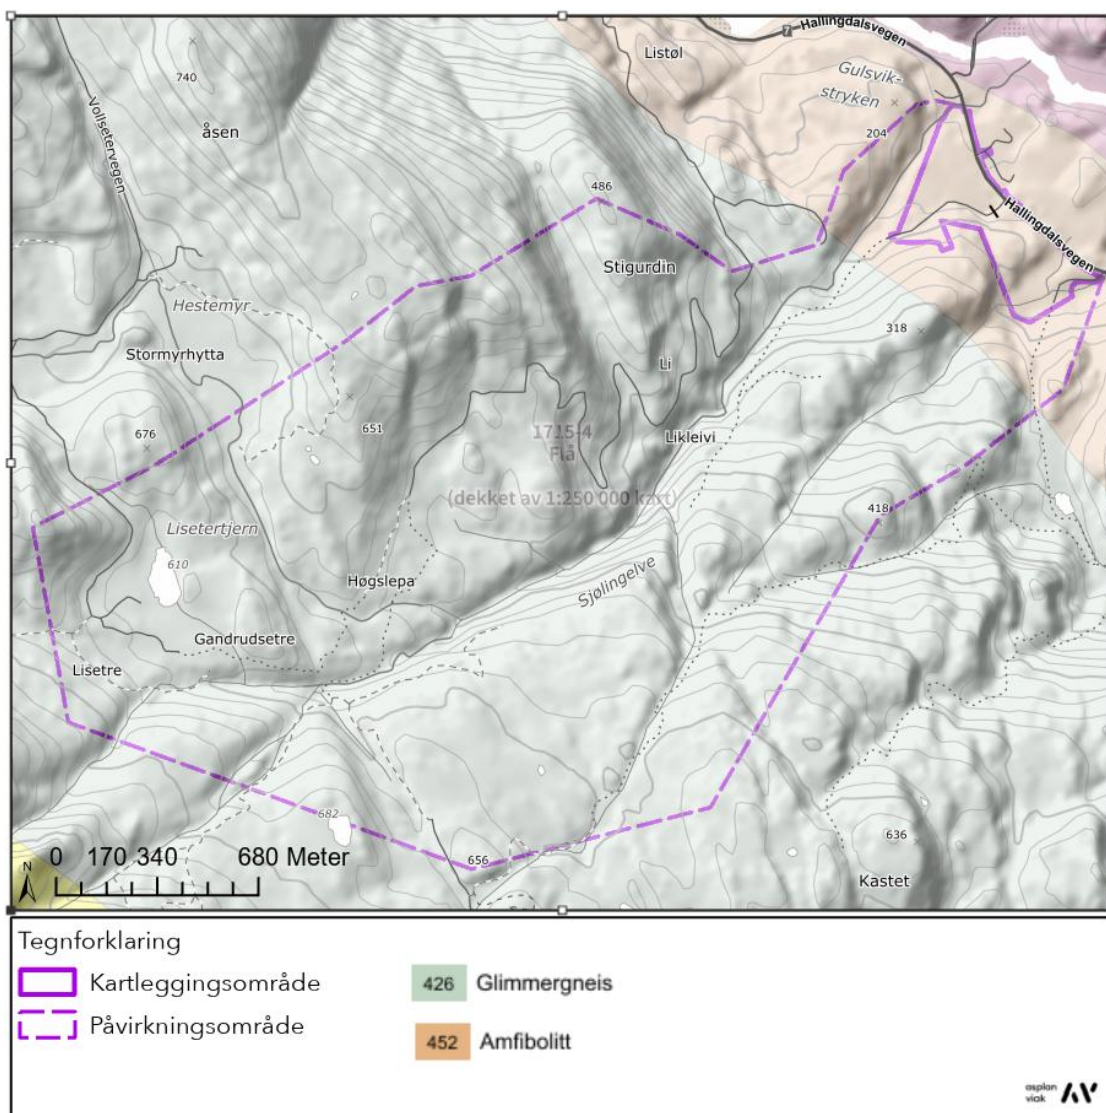 7 Hallingdalsvegen
Listøl
Gulsvik-
stryken
740
Vollsetervegen
åsen
204
486
Hallingdalsvegen
Stigurdin
Hestemyr
318
Stormyrhytta
Li
651
1715-4
Flå
Likleivi
676
(dekket av 1:250 000 kart)
418
Lisetertjern
610
Sjølingelve
Høgslepa
Gandrudsetre
Lisetre
682
636
656
Kastet
N
0 170 340 680 Meter
Tegnforklaring
Kartleggingsområde
Påvirkningsområde
426 Glimmergneis
452 Amfibolitt
asplan
viak